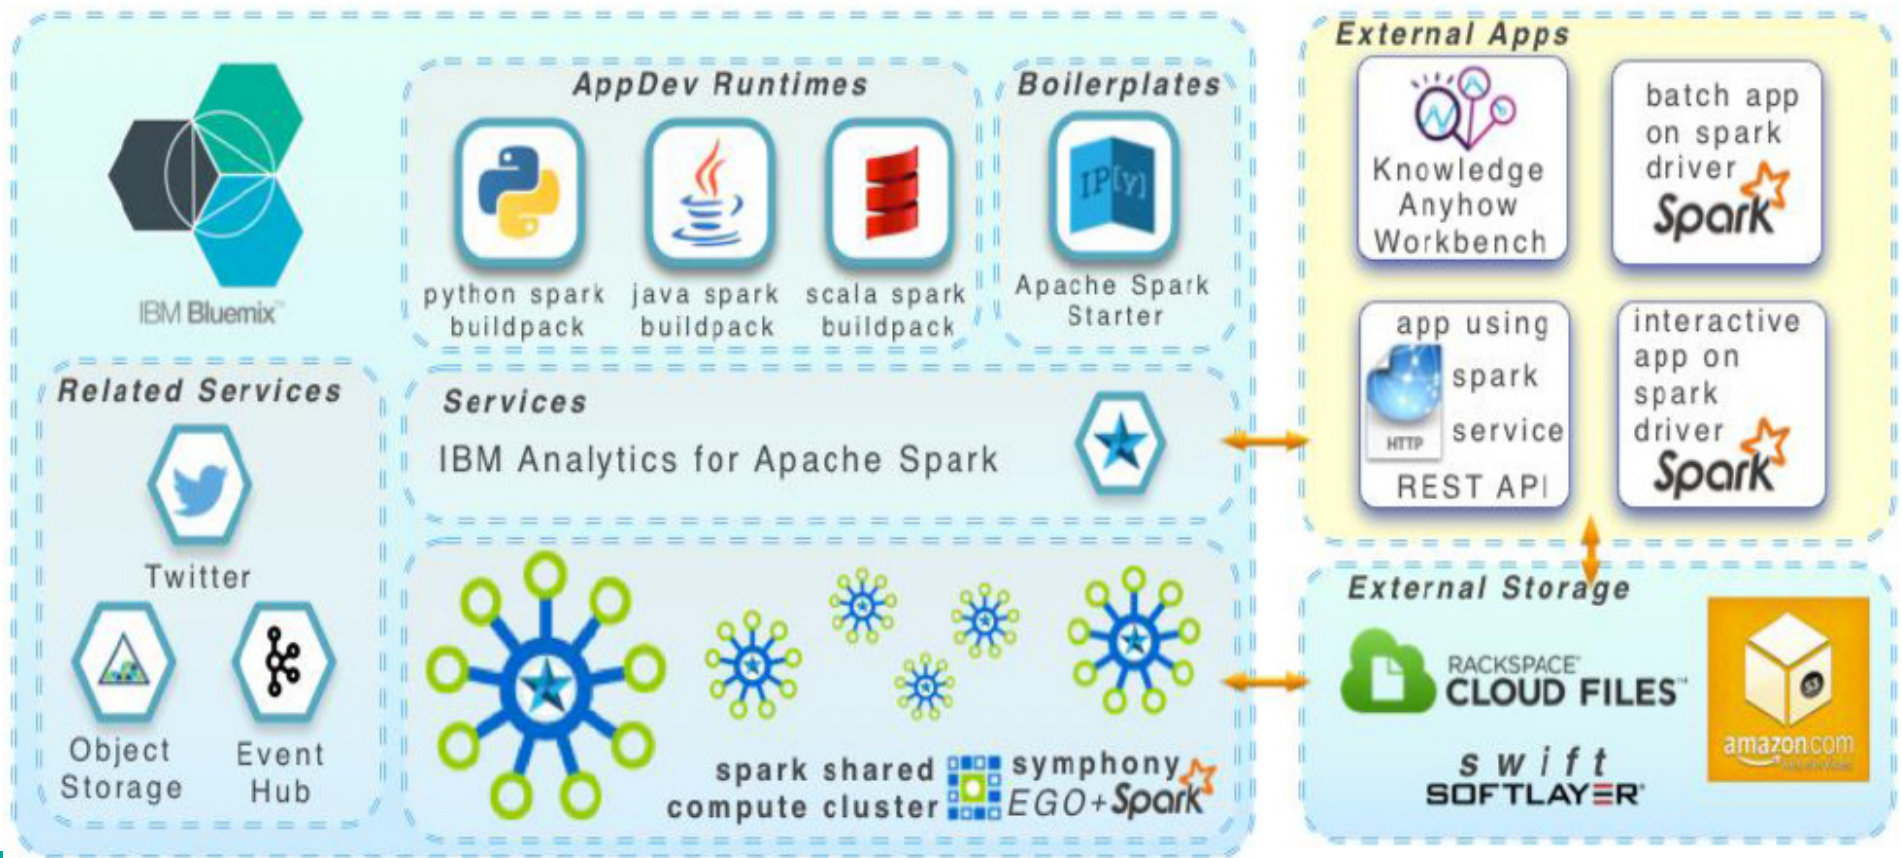 IBM Bluemix™
AppDev Runtimes
python spark
buildpack
java spark
buildpack
scala spark
buildpack
Boilerplates
IP[y]
Apache Spark
Starter
Related Services
Twitter
Object
Storage
Event
Hub
Services
IBM Analytics for Apache Spark
spark shared
compute cluster
symphony
EGO+Spark
External Apps
Knowledge
Anyhow
Workbench
batch app
on spark
driver
Spark
app using
spark
HTTP
service
REST API
interactive
app on
spark
driver
Spark
External Storage
RACKSPACE
CLOUD FILES™
swift
SOFTLAYER
amazon.com